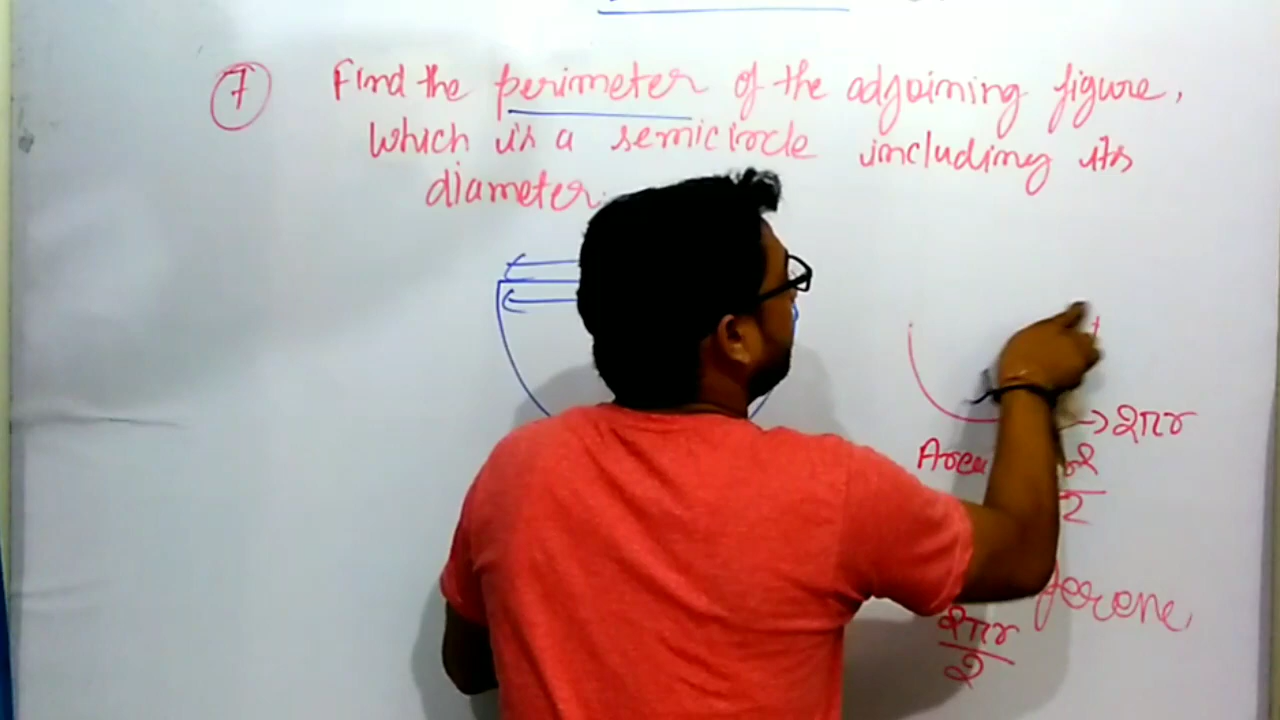 7 Find the perimeter of the adjoining figure,
which is a semicircle including its
diameter.
→ 2πr
Area
2
2πr
2